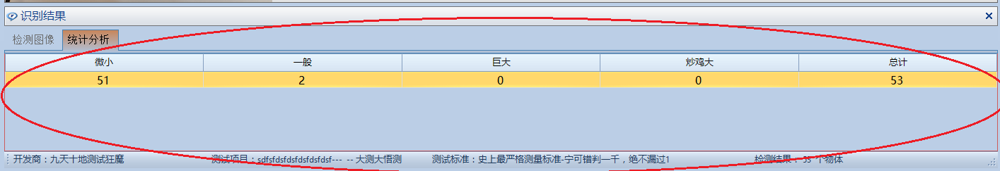 识别结果
检测图像 统计分析
微小 一般 巨大 炒鸡大 总计
51 2 0 0 53
开发商：九天十地测试狂魔 测试项目：sdfsfdsfdsfdsfdsfdsf--- -- 大测大悟测 测试标准：史上最严格测量标准-宁可错判一千，绝不漏过1 检测结果： 53 个物体